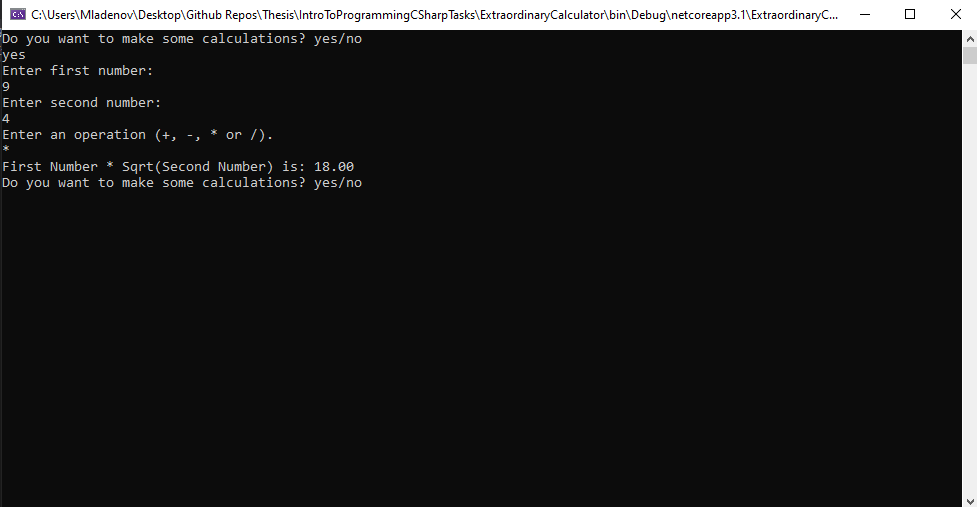 C:\Users\Mladenov\Desktop\Github Repos\Thesis\IntroToProgrammingCSharpTasks\ExtraordinaryCalculator\bin\Debug\netcoreapp3.1\ExtraordinaryC...
Do you want to make some calculations? yes/no
yes
Enter first number:
9
Enter second number:
4
Enter an operation (+, -, * or /).
*
First Number * Sqrt(Second Number) is: 18.00
Do you want to make some calculations? yes/no